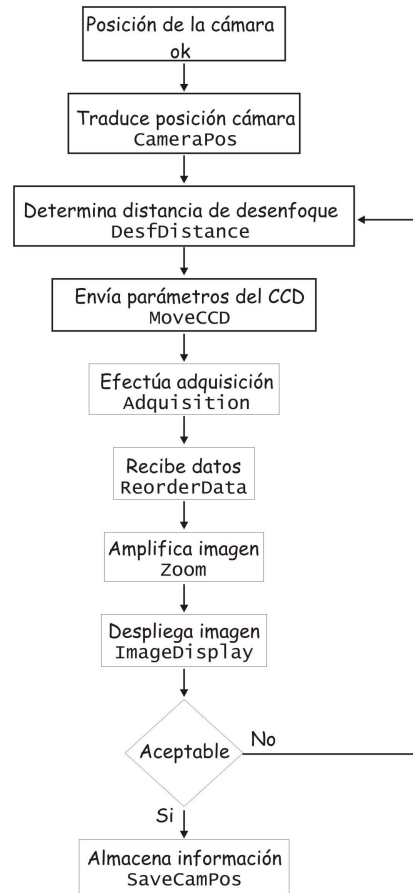 Posición de la cámara
ok
Traduce posición cámara
CameraPos
Determina distancia de desenfoque
DesfDistance
Envía parámetros del CCD
MoveCCD
Efectúa adquisición
Adquisition
Recibe datos
ReorderData
Amplifica imagen
Zoom
Despliega imagen
ImageDisplay
Aceptable
No
Si
Almacena información
SaveCamPos